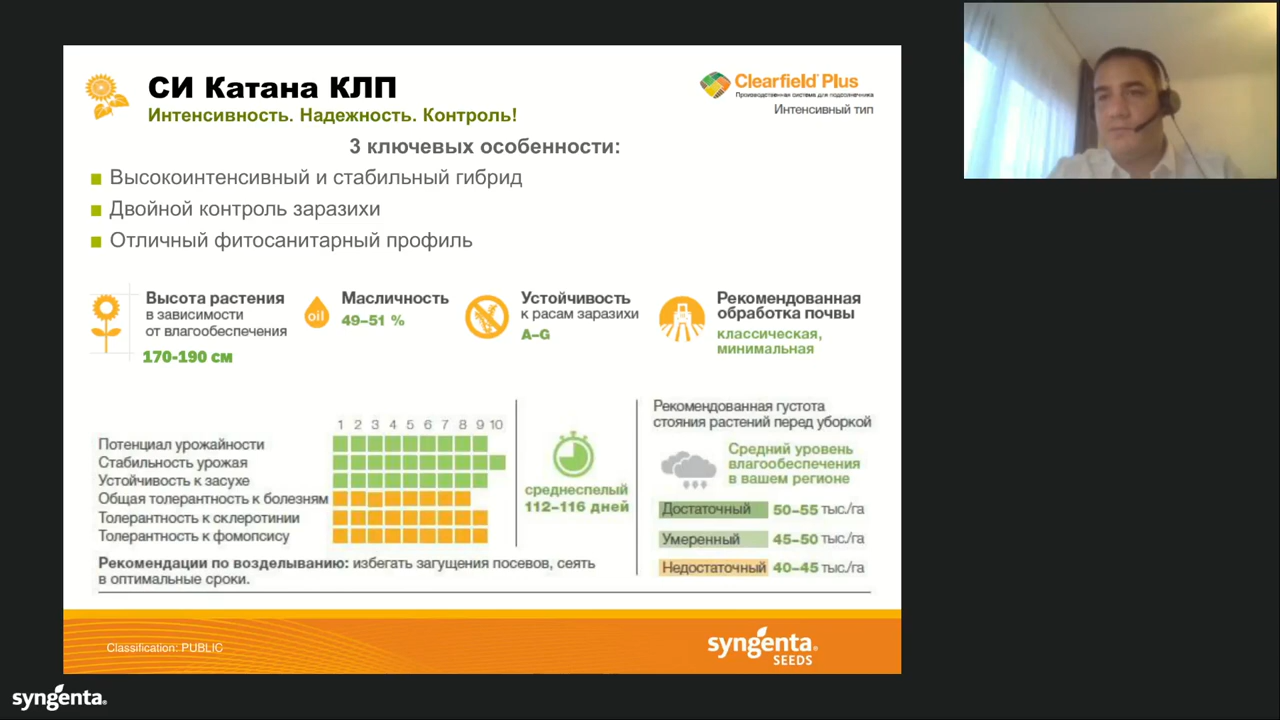 СИ Катана КЛП
Интенсивность. Надежность. Контроль!
Clearfield® Plus
Производственная система для подсолнечника
Интенсивный тип
3 ключевых особенности:
Высокоинтенсивный и стабильный гибрид
Двойной контроль заразихи
Отличный фитосанитарный профиль
Высота растения
в зависимости
от влагообеспечения
170-190 см
oil
Масличность
49–51 %
Устойчивость
к расам заразихи
A–G
Рекомендованная
обработка почвы
классическая,
минимальная
1 2 3 4 5 6 7 8 9 10
Потенциал урожайности
Стабильность урожая
Устойчивость к засухе
Общая толерантность к болезням
Толерантность к склеротинии
Толерантность к фомопсису
среднеспелый
112–116 дней
Рекомендованная густота
стояния растений перед уборкой
Средний уровень
влагообеспечения
в вашем регионе
Достаточный 50–55 тыс./га
Умеренный 45–50 тыс./га
Недостаточный 40–45 тыс./га
Рекомендации по возделыванию: избегать загущения посевов, сеять
в оптимальные сроки.
Classification: PUBLIC
syngenta®
SEEDS
syngenta®